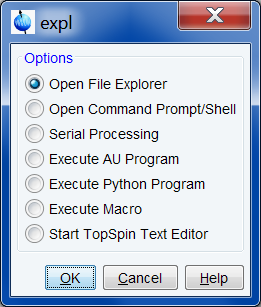 expl
Options
Open File Explorer
Open Command Prompt/Shell
Serial Processing
Execute AU Program
Execute Python Program
Execute Macro
Start TopSpin Text Editor
OK Cancel Help